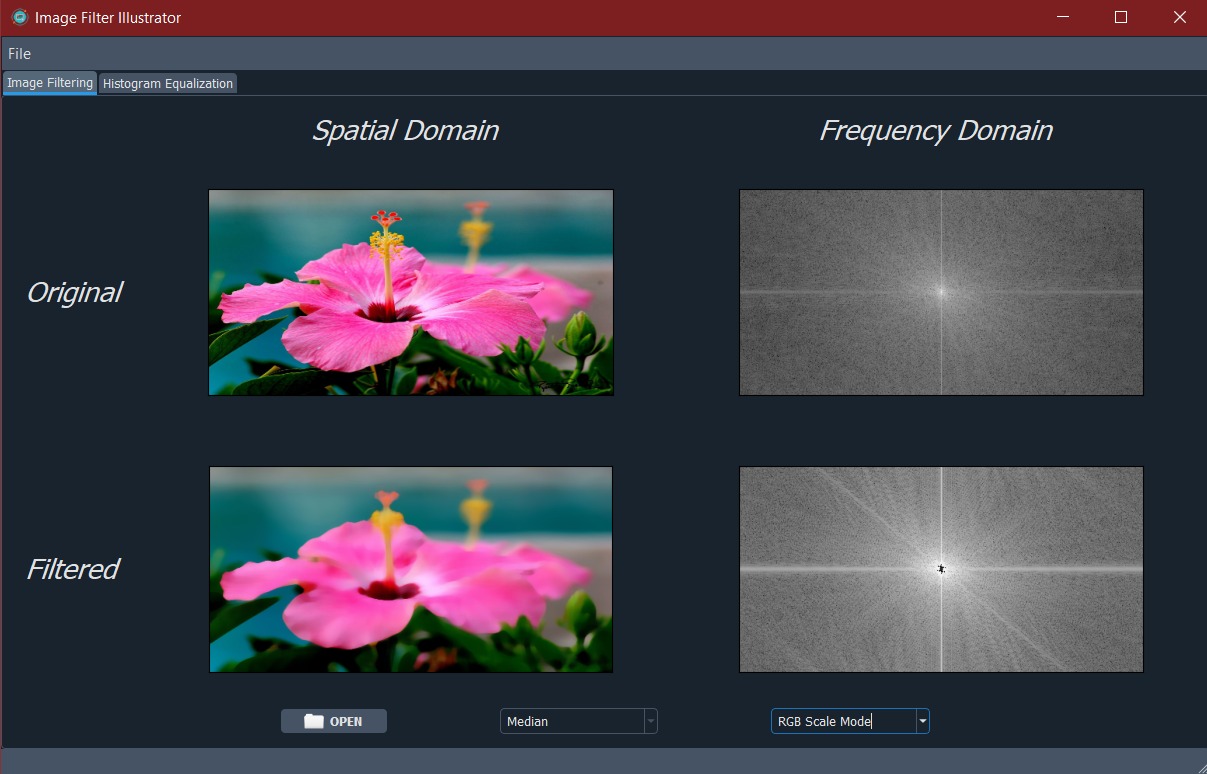 Image Filter Illustrator
File
Image Filtering Histogram Equalization
Spatial Domain Frequency Domain
Original
Filtered
OPEN Median RGB Scale Mode